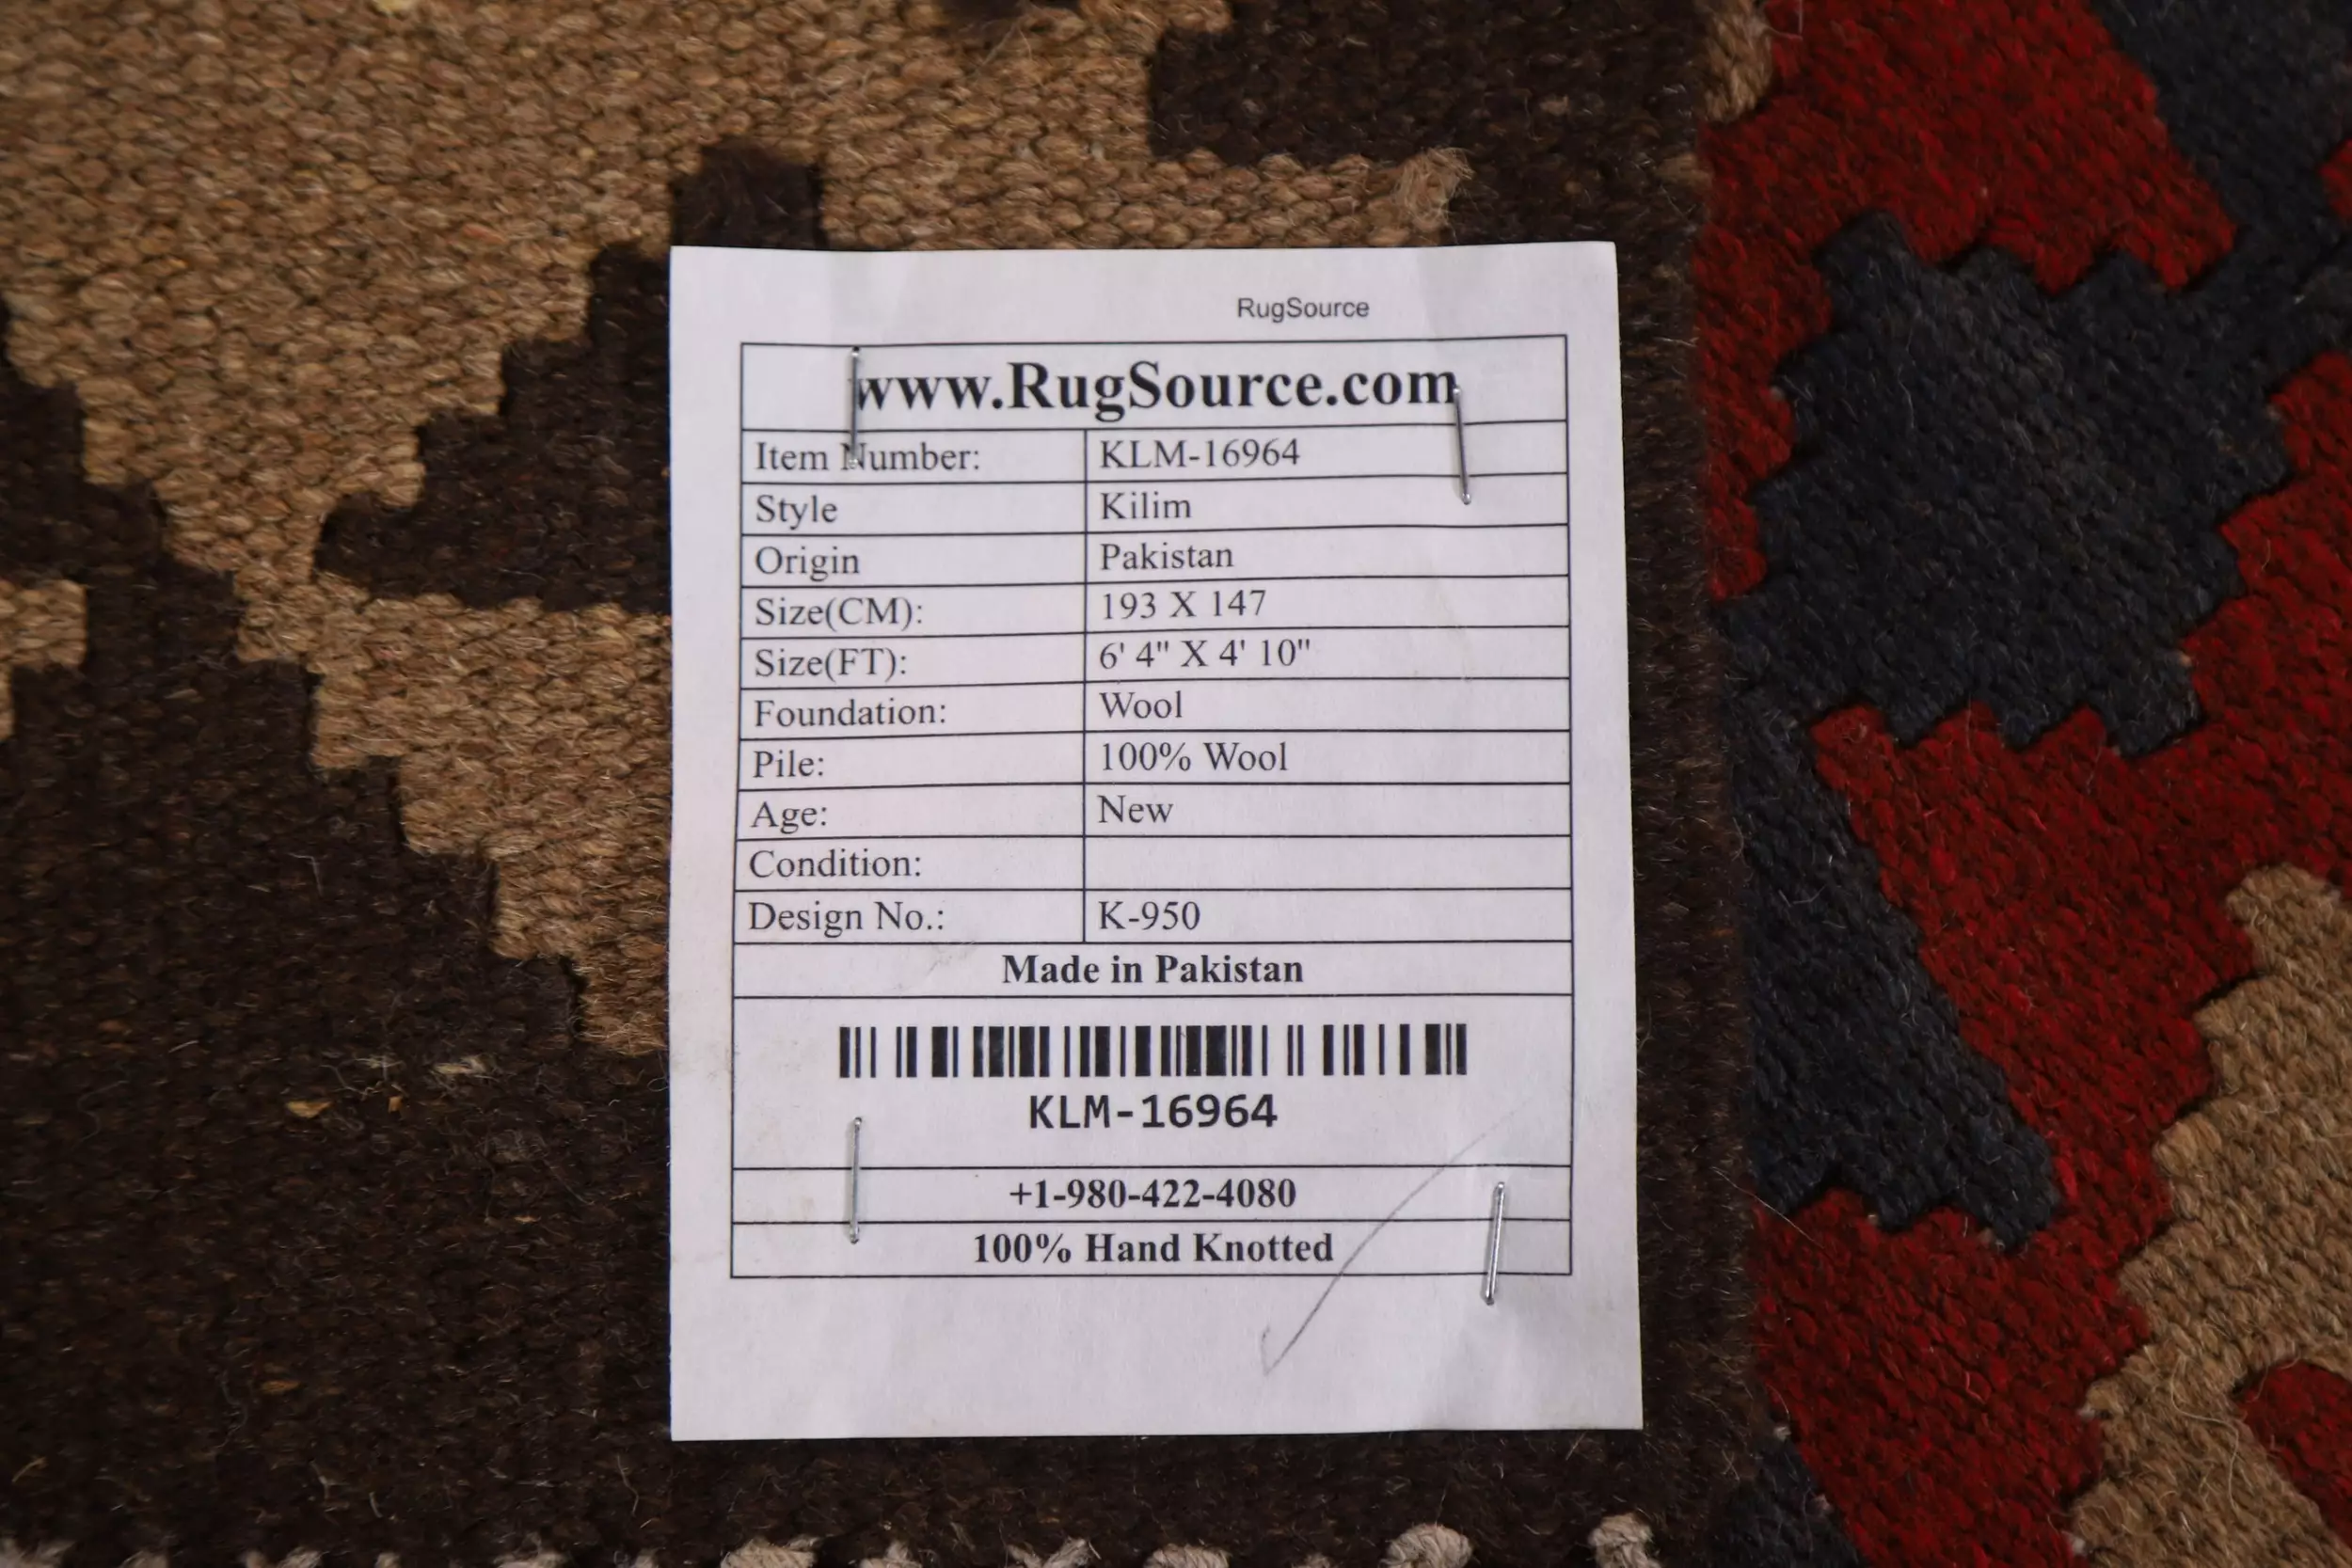 RugSource
www.RugSource.com
Item Number: KLM-16964
Style Kilim
Origin Pakistan
Size(CM): 193 X 147
Size(FT): 6' 4" X 4' 10"
Foundation: Wool
Pile: 100% Wool
Age: New
Condition:
Design No.: K-950
Made in Pakistan
KLM-16964
+1-980-422-4080
100% Hand Knotted